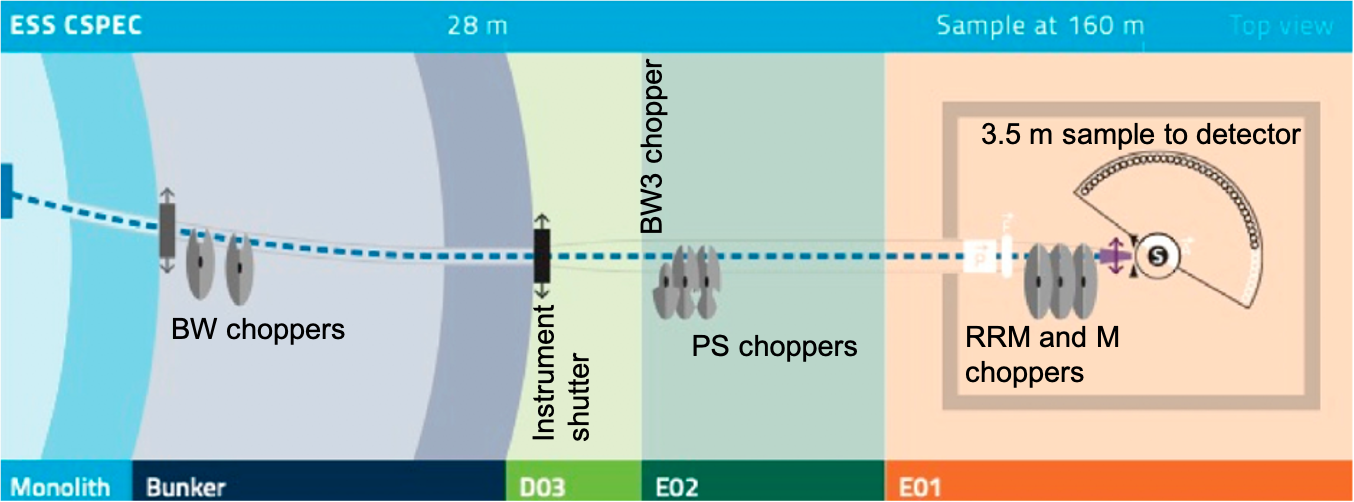 ESS CSPEC
28 m
Sample at 160 m
Top view
BW3 chopper
3.5 m sample to detector
S
BW choppers
Instrument
shutter
PS choppers
RRM and M
choppers
Monolith
Bunker
D03
E02
E01